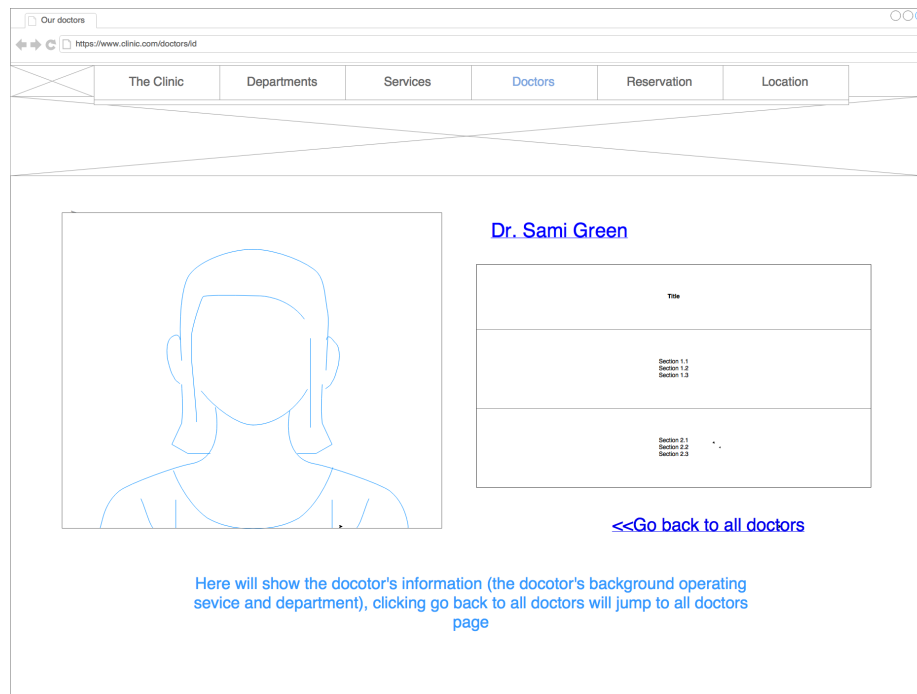 Our doctors
https://www.clinic.com/doctors/id
The Clinic
Departments
Services
Doctors
Reservation
Location
Dr. Sami Green
Title
Section 1.1
Section 1.2
Section 1.3
Section 2.1
Section 2.2
Section 2.3
<<Go back to all doctors
Here will show the docotor's information (the docotor's background operating
sevice and department), clicking go back to all doctors will jump to all doctors
page